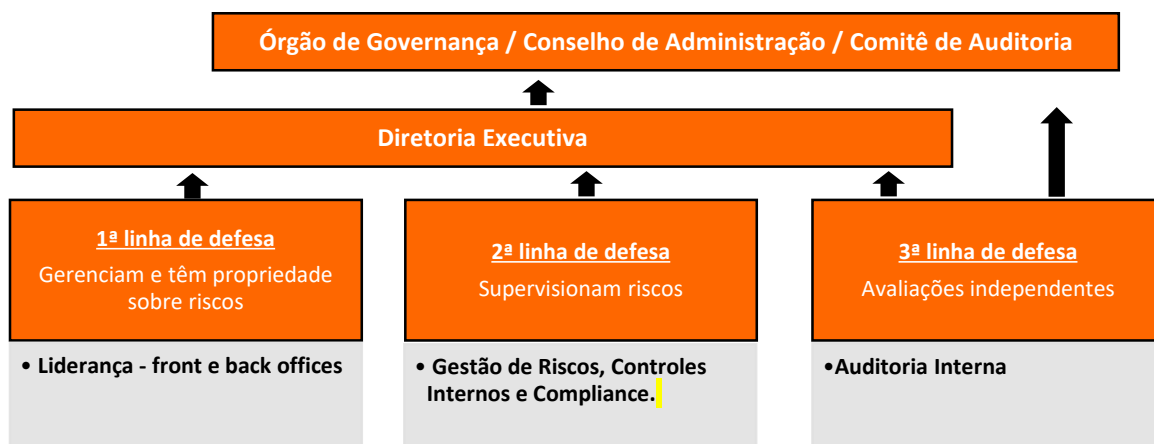 Órgão de Governança / Conselho de Administração / Comitê de Auditoria
Diretoria Executiva
1ª linha de defesa
Gerenciam e têm propriedade
sobre riscos
• Liderança - front e back offices
2ª linha de defesa
Supervisionam riscos
• Gestão de Riscos, Controles
Internos e Compliance.
3ª linha de defesa
Avaliações independentes
•Auditoria Interna